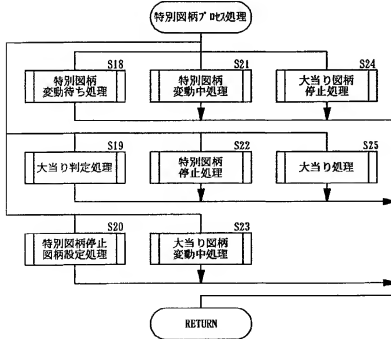 特別図柄ﾌﾟﾛｾｽ処理
S18
特別図柄
変動待ち処理
S21
特別図柄
変動中処理
S24
大当り図柄
停止処理
S19
大当り判定処理
S22
特別図柄
停止処理
S25
大当り処理
S20
特別図柄停止
図柄設定処理
S23
大当り図柄
変動中処理
RETURN